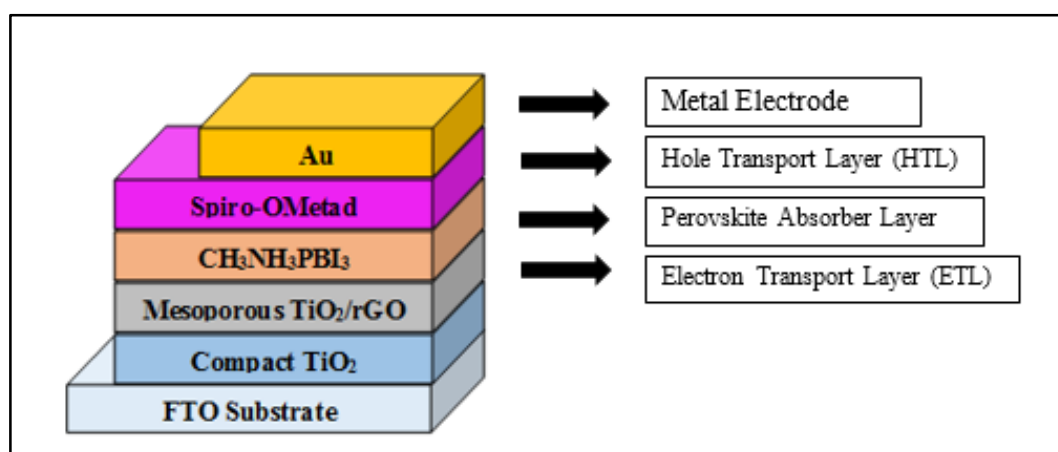 Au
Metal Electrode
Spiro-OMetad
Hole Transport Layer (HTL)
CH₃NH₃PBI₃
Perovskite Absorber Layer
Mesoporous TiO₂/rGO
Electron Transport Layer (ETL)
Compact TiO₂
FTO Substrate